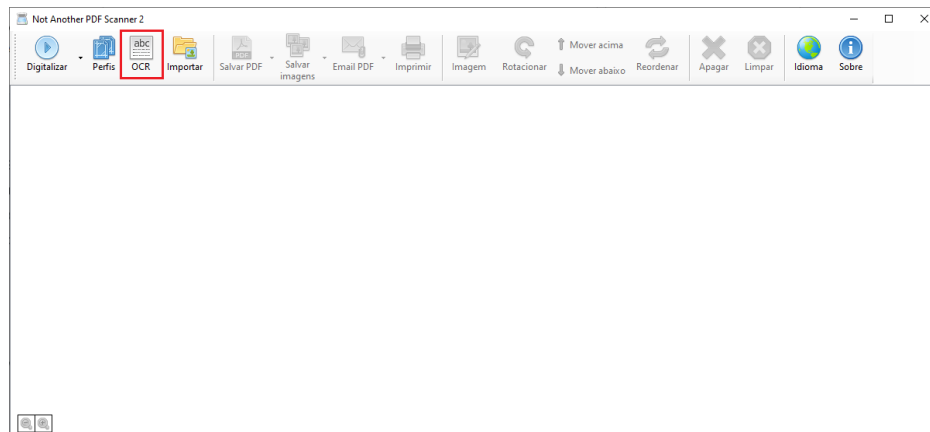 Not Another PDF Scanner 2
abc
PDF
Mover acima
Digitalizar Perfis OCR Importar Salvar PDF Salvar imagens Email PDF Imprimir Imagem Rotacionar Mover abaixo Reordenar Apagar Limpar Idioma Sobre